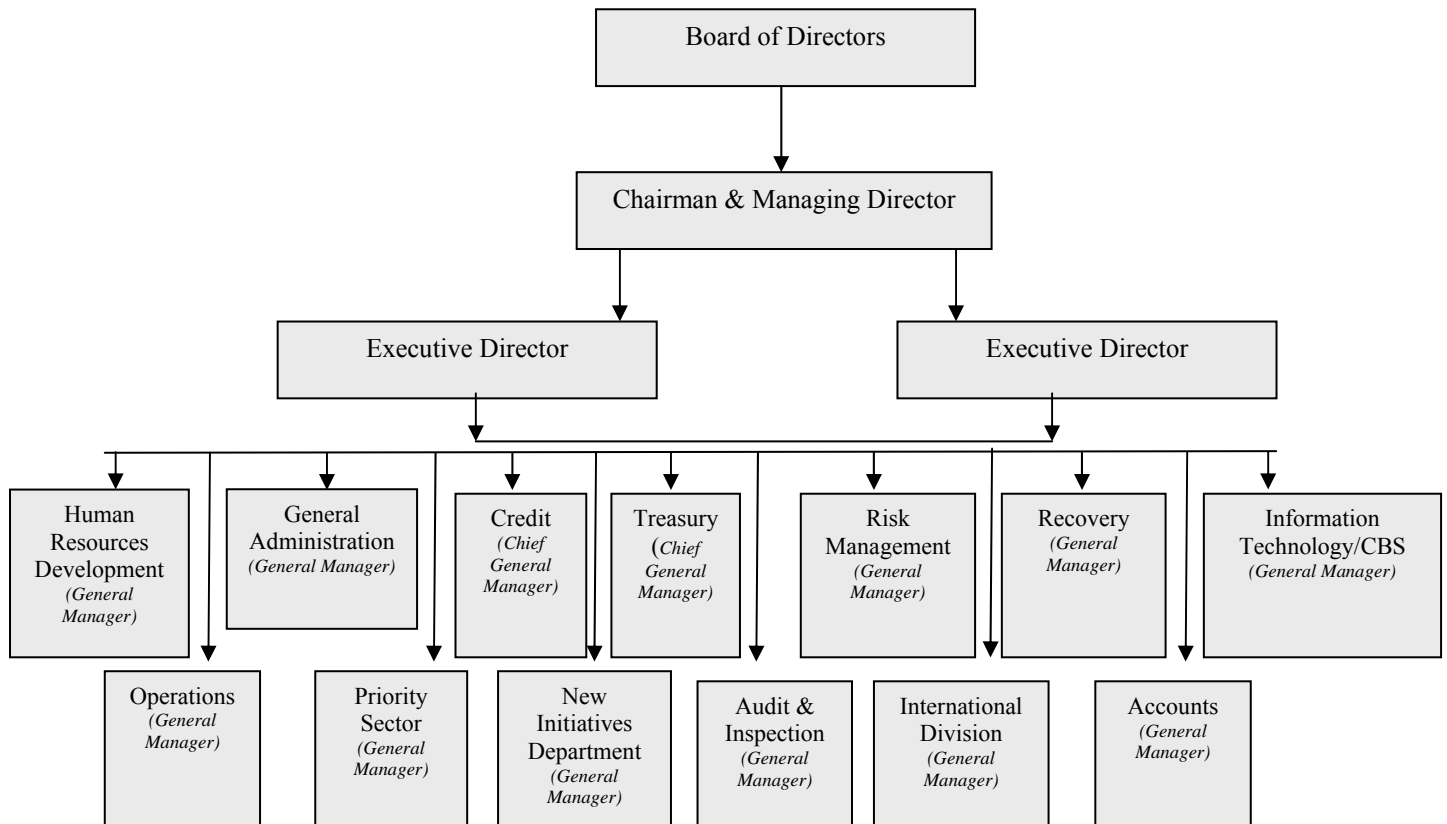 Board of Directors
Chairman & Managing Director
Executive Director
Executive Director
Human
Resources
Development
(General
Manager)
General
Administration
(General Manager)
Credit
(Chief
General
Manager)
Treasury
(Chief
General
Manager)
Risk
Management
(General
Manager)
Recovery
(General
Manager)
Information
Technology/CBS
(General Manager)
Operations
(General
Manager)
Priority
Sector
(General
Manager)
New
Initiatives
Department
(General
Manager)
Audit &
Inspection
(General
Manager)
International
Division
(General
Manager)
Accounts
(General
Manager)